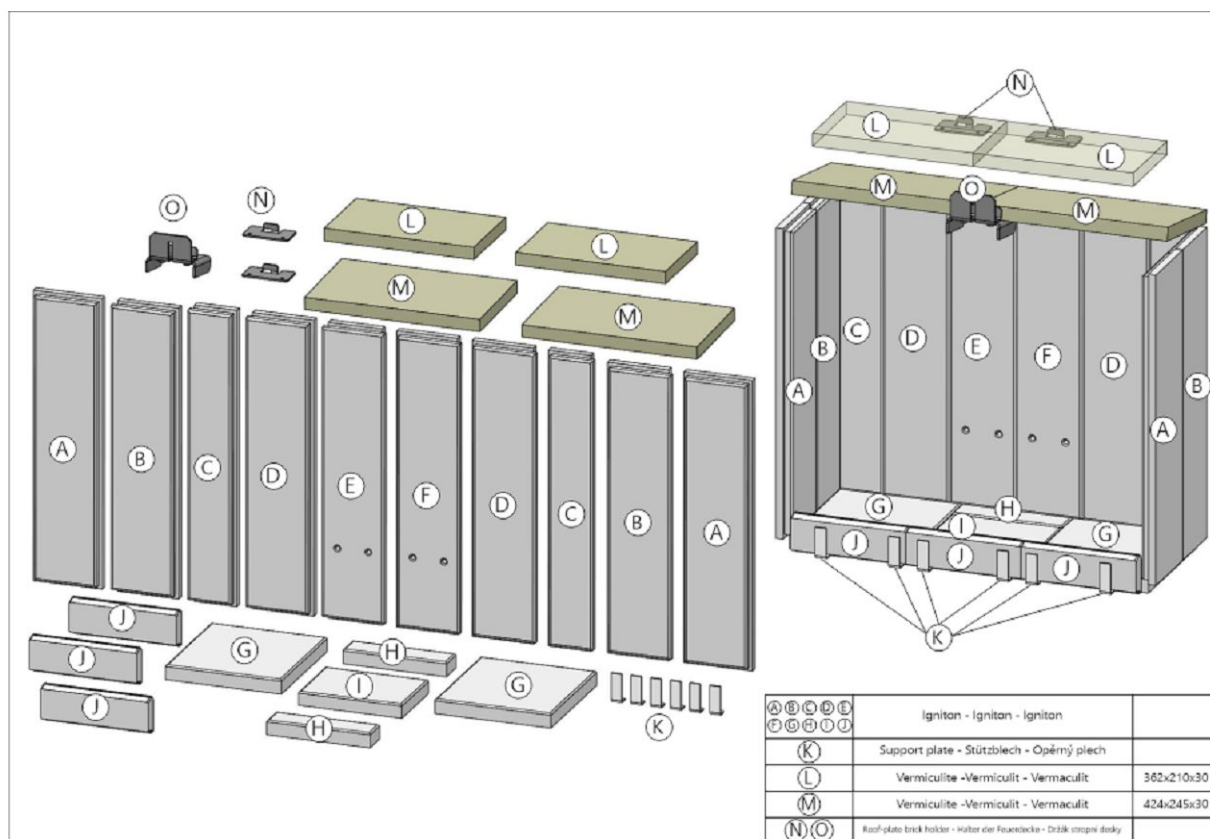 N
L
L
M O M
C
D
E
F
D
B
B
A
A
G
H
I
G
J
J
J
K
O
N
L
L
M
M
A
B
C
D
E
F
D
C
B
A
J
J
J
G
H
I
G
H
K
A B C D E
F G H I J
Igniton - Igniton - Igniton
K Support plate - Stützblech - Opěrný plech
L Vermiculite -Vermiculit - Vermaculit 362x210x30
M Vermiculite -Vermiculit - Vermaculit 424x245x30
N O Roof-plate brick holder - Halter der Feuerdecke - Držák stropní desky